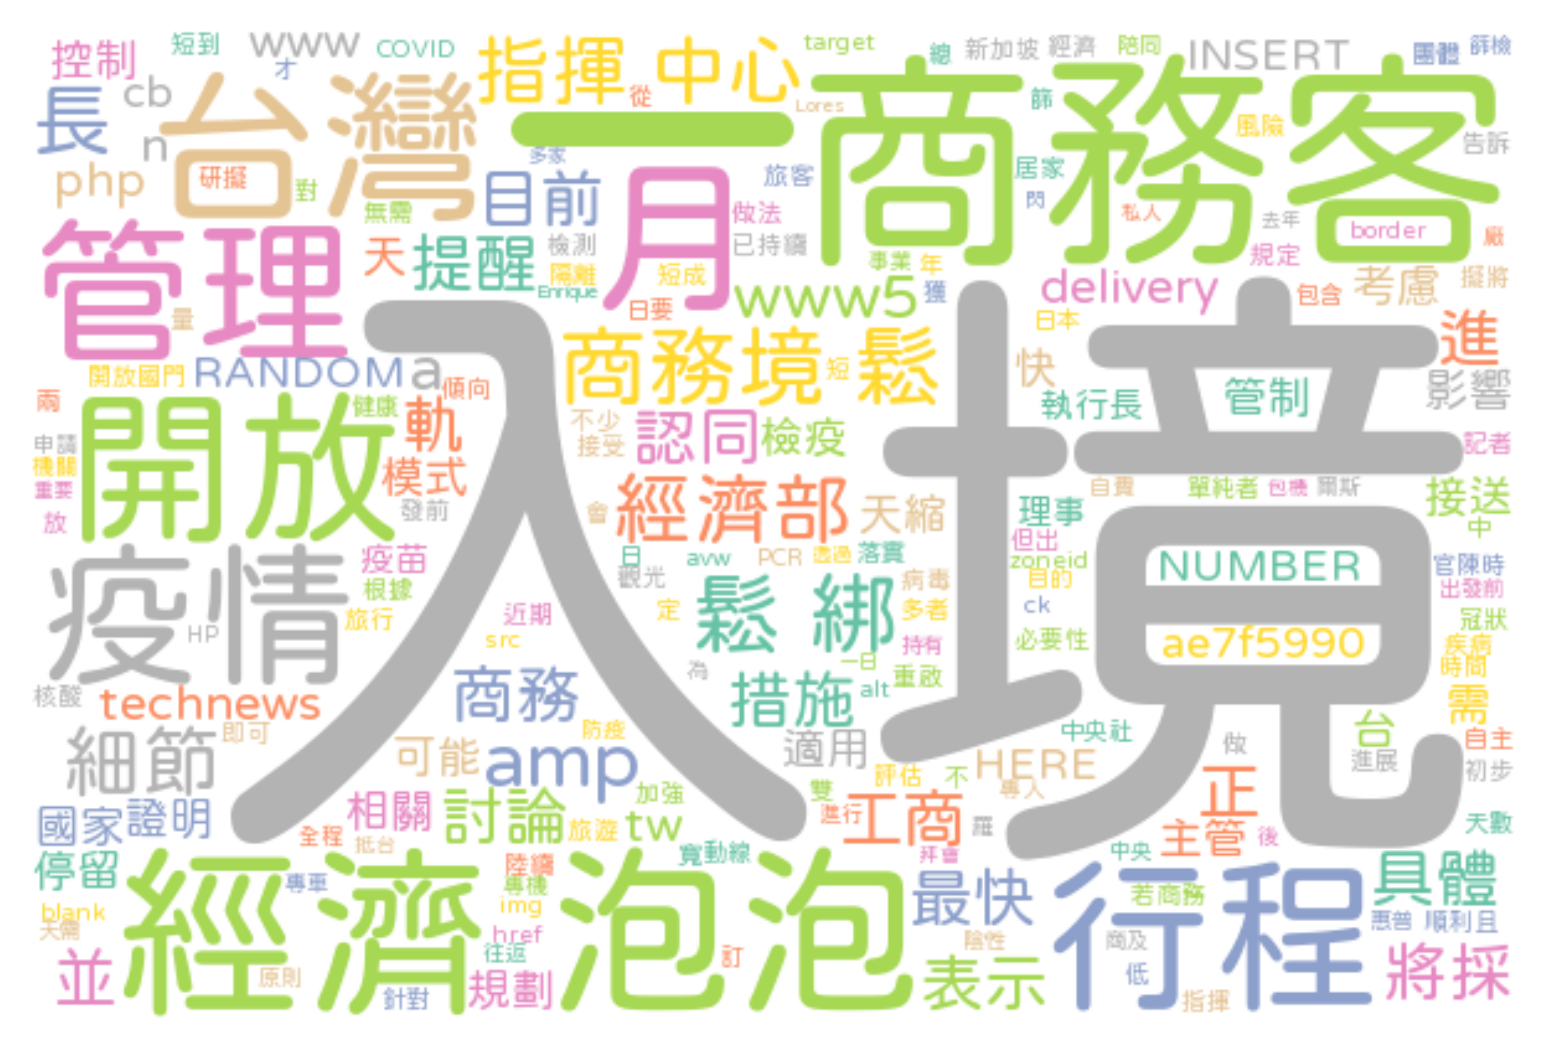 控制 短到 www COVID 指揮中心 target 總 新加坡 經濟 陪同 INSERT 團體 篩檢
才 從 Lores 篩 商務客 風險
長 cb 台灣 一 告訴
n 多家 旅客 居家
php 研擬 對 目前 月 閃 私人 去年 border
無需 做法 廠
管理 天 提醒 檢測 已持續 規定
隔離 短成 事業 年 delivery 包含 考慮 擬將
量 Enrique 日要 www5 獲 日本 進
開放國門 RANDOM a 傾向 商務境 短 鬆 快 影響
兩 健康 執行長 管制
開放 軌 不少 認同 檢疫 入境 記者
申請 接受
機關 模式
重要 發前 會 經濟部 天縮 自費 單純者 包機 爾斯 接送
放 理事 中
疫情 疫苗 日 avw PCR 透過 落實 但出 NUMBER 官陳時
根據 觀光 zoneid 出發前
旅行 近期 定 鬆綁 病毒 目的 冠狀
HP src 多者 ck ae7f5990 疾病
持有 必要性 時間
核酸 technews 商務 為 一日 重啟 需
措施 alt
細節 即可 防疫 適用 中央社 台 自主
可能 amp 評估 不 HERE 做 進展 初步
國家 證明 相關 討論 加強 雙 專人 正
全程 旅遊 tw 進行 工商 羅 主管 後 天數
停留 抵台 陸續 寬 動線 拜會 中央 具體
專車 專機 最快 若商務
blank 經濟 img 泡泡 行程 惠普 順利且
天需 href 陰性 商及
並 原則 往返 訂 表示 低 將採
針對 規劃 指揮